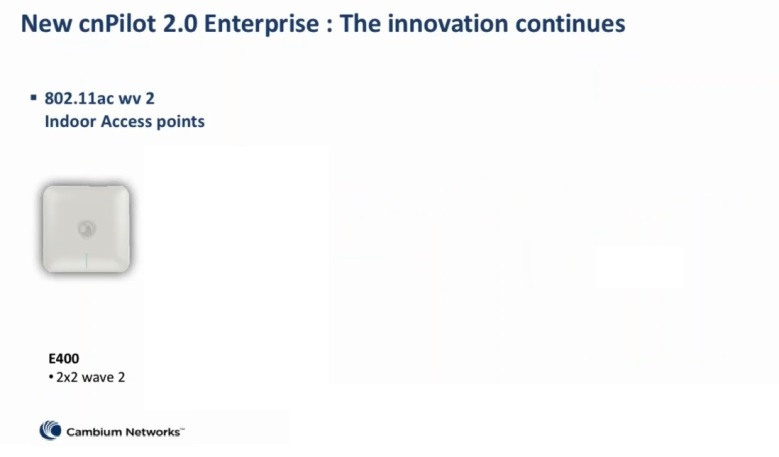 New cnPilot 2.0 Enterprise : The innovation continues
▪ 802.11ac wv 2
Indoor Access points
E400
• 2x2 wave 2
Cambium Networks™